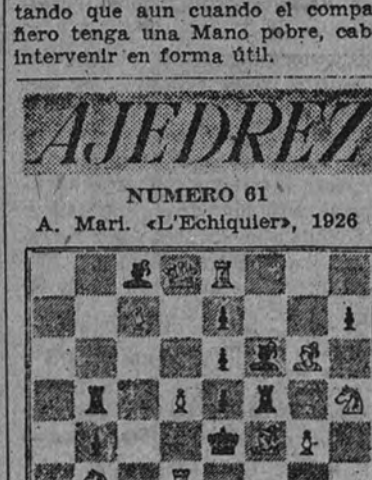 tando que aun cuando el compa
ñero tenga una Mano pobre, cab
intervenir en forma útil.
AJEDREZ
NUMERO 61
A. Mari. «L'Echiquier», 1926